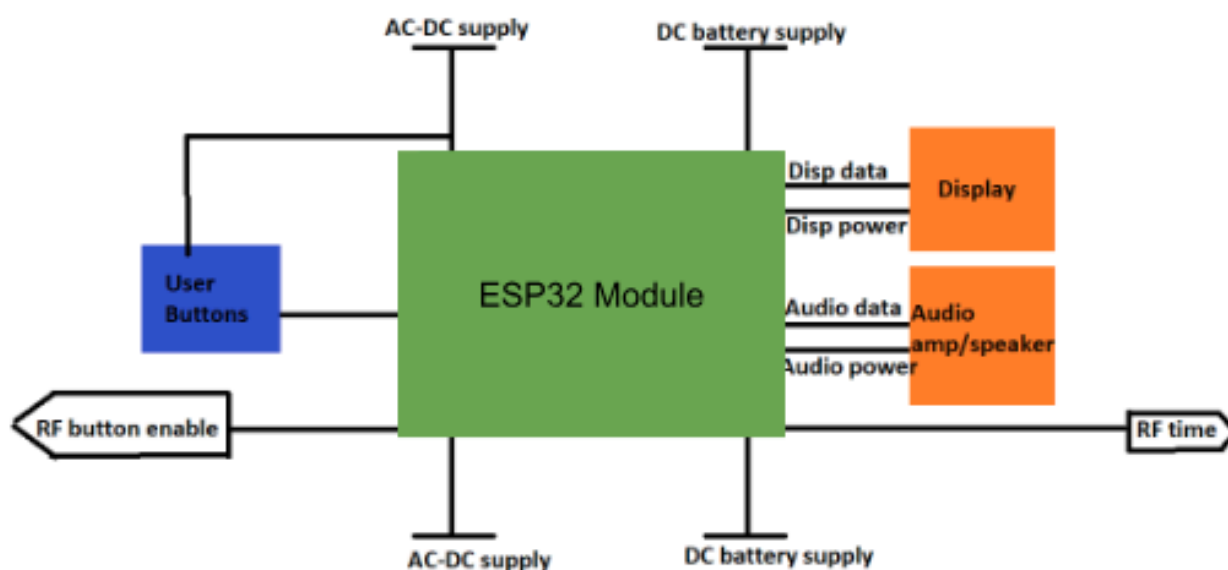 AC-DC supply
DC battery supply
Disp data
Display
Disp power
User
Buttons
ESP32 Module
Audio data
Audio
amp/speaker
Audio power
RF button enable
RF time
AC-DC supply
DC battery supply